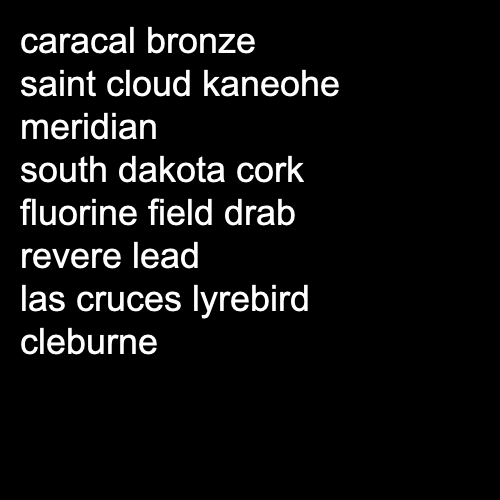 caracal bronze
saint cloud kaneohe
meridian
south dakota cork
fluorine field drab
revere lead
las cruces lyrebird
cleburne